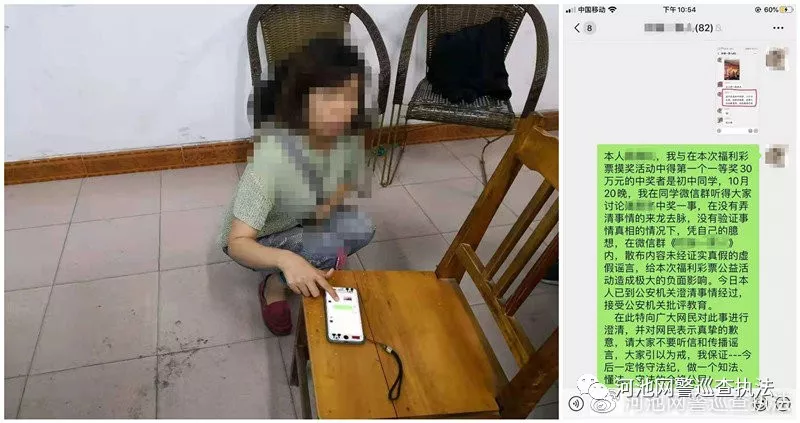 中国移动
下午10:54
60%
8
(82)
本人 ，我与在本次福利彩
票摸奖活动中得第一个一等奖30
万元的中奖者是初中同学，10月
20晚，我在同学微信群听得大家
讨论 中奖一事，在没有弄
清事情的来龙去脉，没有验证事
情真相的情况下，凭自己的臆
想，在微信群《 》
内，散布内容未经证实真假的虚
假谣言，给本次福利彩票公益活
动造成极大的负面影响。今日本
人已到公安机关澄清事情经过，
接受公安机关批评教育。
在此特向广大网民对此事进行
澄清，并对网民表示真挚的歉
意，请大家不要听信和传播谣
言，大家引以为戒，我保证---今
后一定恪守法纪，做一个知法、
河池网警巡查执法
河池网警巡查执法